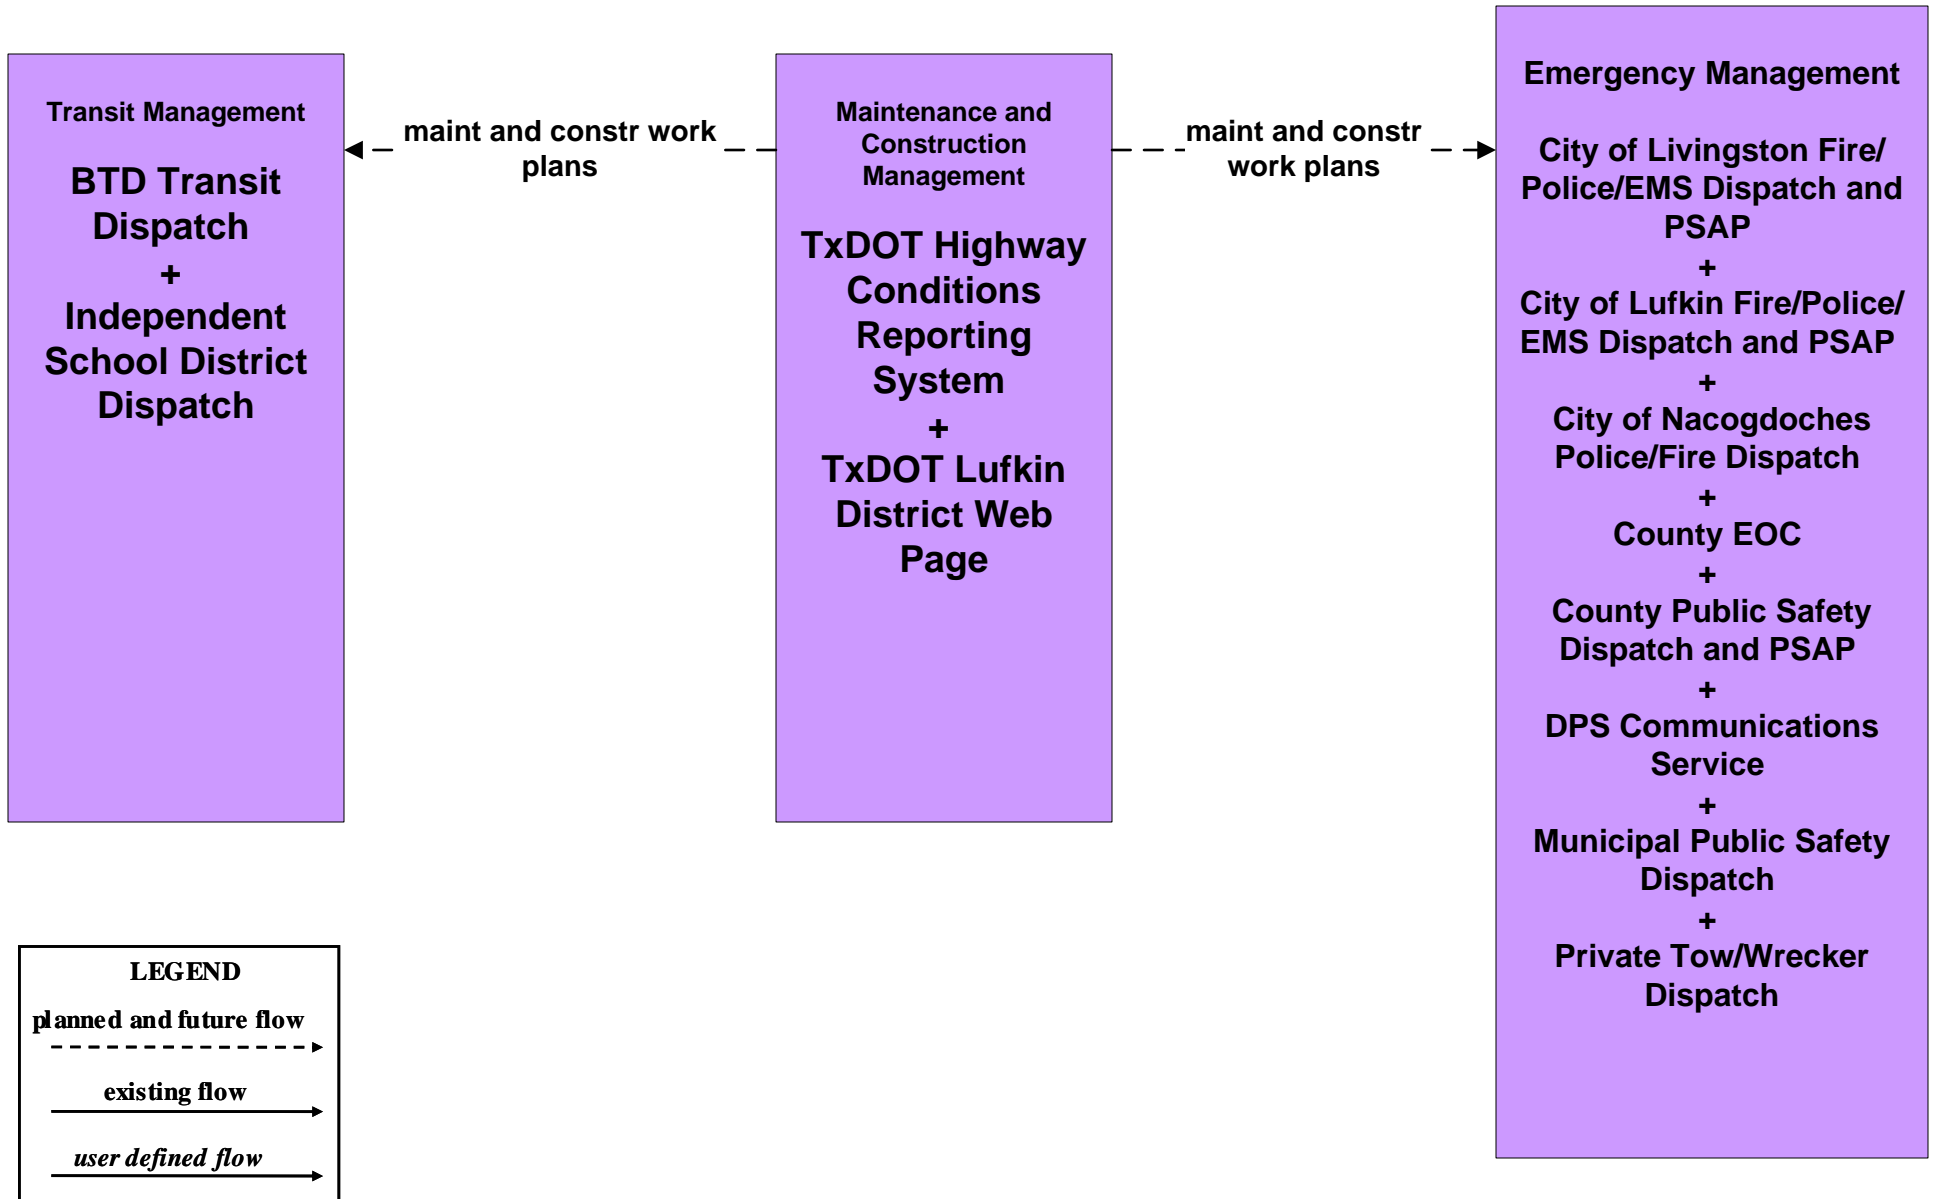 Transit Management
BTD Transit
Dispatch
+
Independent
School District
Dispatch
maint and constr work
plans
Maintenance and
Construction
Management
TxDOT Highway
Conditions
Reporting
System
+
TxDOT Lufkin
District Web
Page
maint and constr
work plans
Emergency Management
City of Livingston Fire/
Police/EMS Dispatch and
PSAP
+
City of Lufkin Fire/Police/
EMS Dispatch and PSAP
+
City of Nacogdoches
Police/Fire Dispatch
+
County EOC
+
County Public Safety
Dispatch and PSAP
+
DPS Communications
Service
+
Municipal Public Safety
Dispatch
+
Private Tow/Wrecker
Dispatch
LEGEND
planned and future flow
existing flow
user defined flow